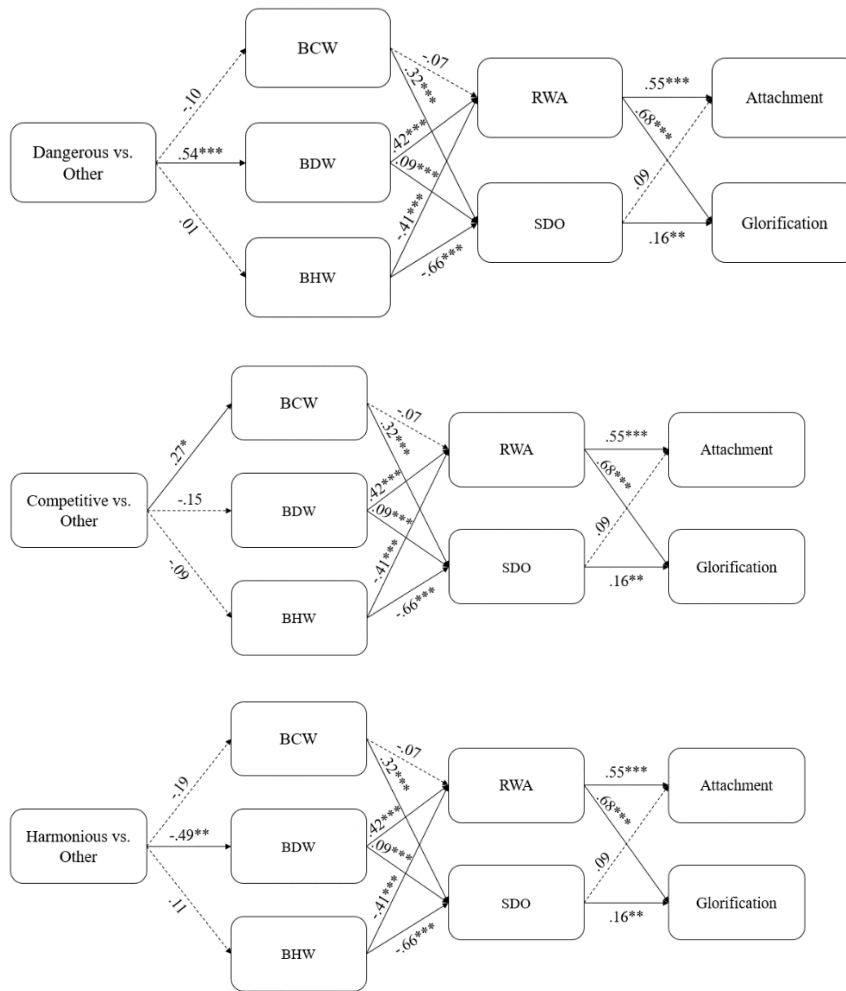 BCW
-.07
-.10
.32***
RWA
.55***
Attachment
.68***
Dangerous vs.
Other
.54***
BDW
.42***
.09***
.09
.01
SDO
.16**
Glorification
-.41***
BHW
-.66***
BCW
-.07
.27*
.32***
RWA
.55***
Attachment
.68***
Competitive vs.
Other
-.15
BDW
.42***
.09***
.09
-.09
SDO
.16**
Glorification
-.41***
BHW
-.66***
BCW
-.07
-.19
.32***
RWA
.55***
Attachment
.68***
Harmonious vs.
Other
-.49**
BDW
.42***
.09***
.09
.11
SDO
.16**
Glorification
-.41***
BHW
-.66***